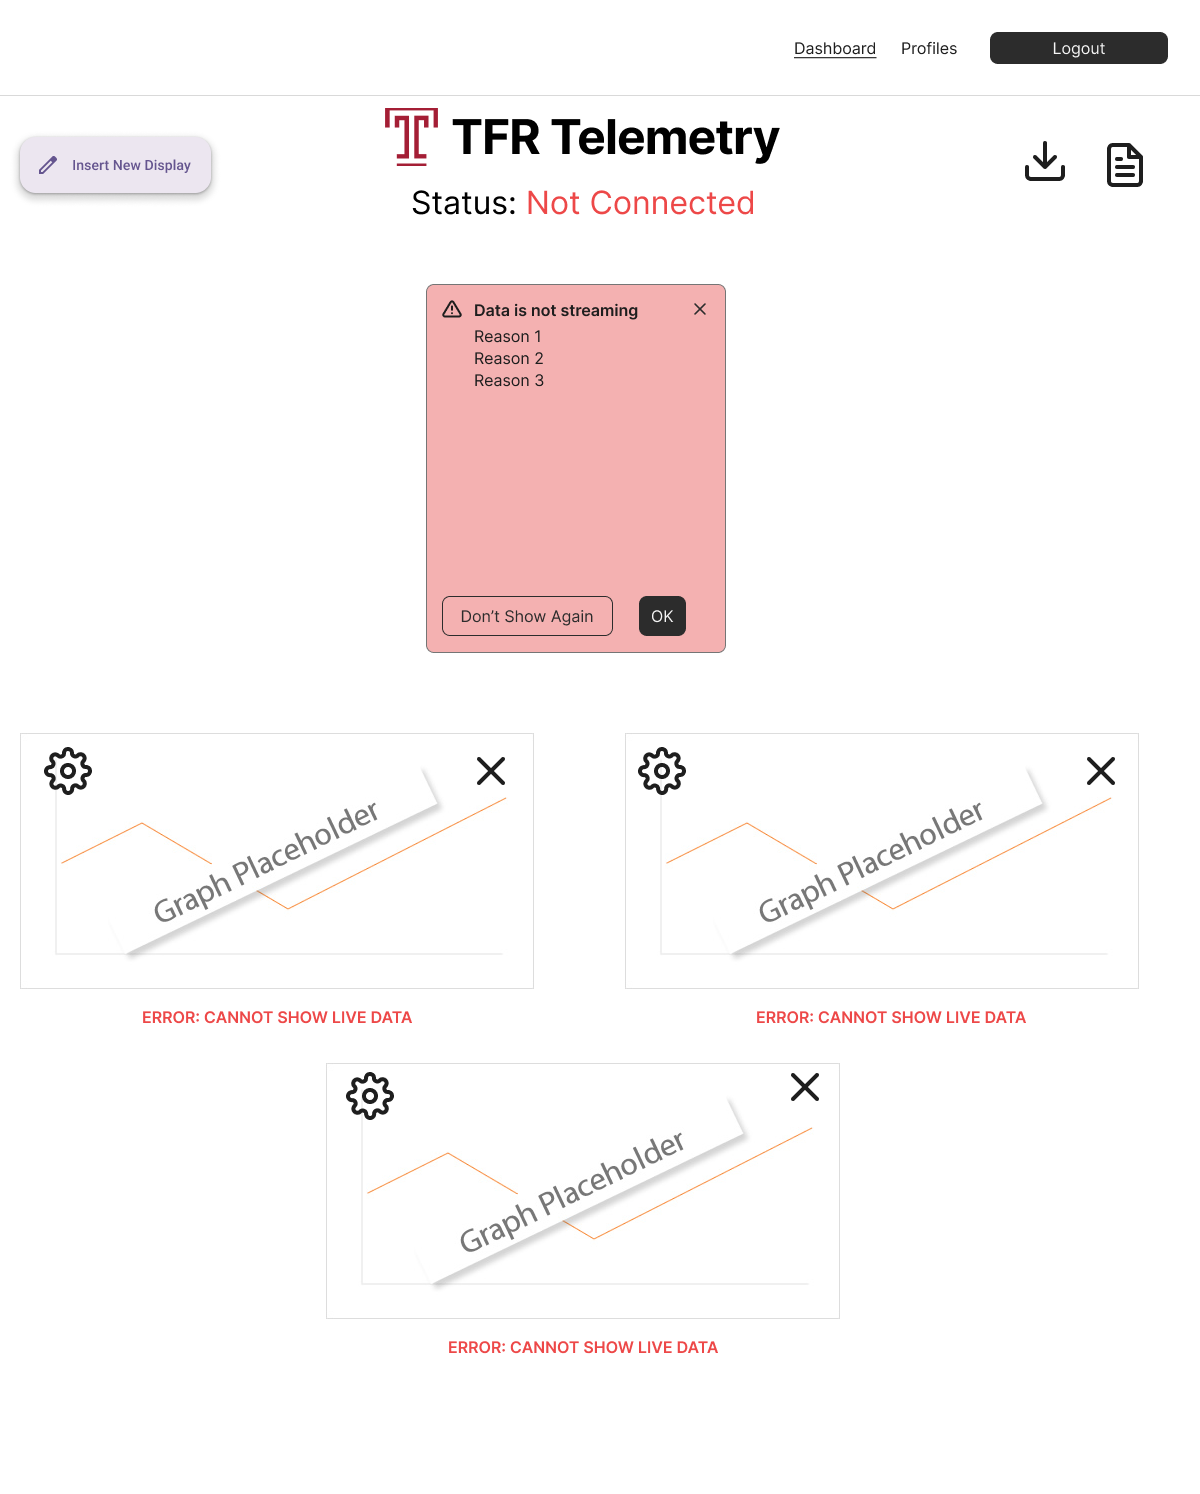 Dashboard Profiles Logout
TFR Telemetry
Insert New Display
Status: Not Connected
Data is not streaming
Reason 1
Reason 2
Reason 3
Don’t Show Again OK
Graph Placeholder
Graph Placeholder
ERROR: CANNOT SHOW LIVE DATA
ERROR: CANNOT SHOW LIVE DATA
Graph Placeholder
ERROR: CANNOT SHOW LIVE DATA